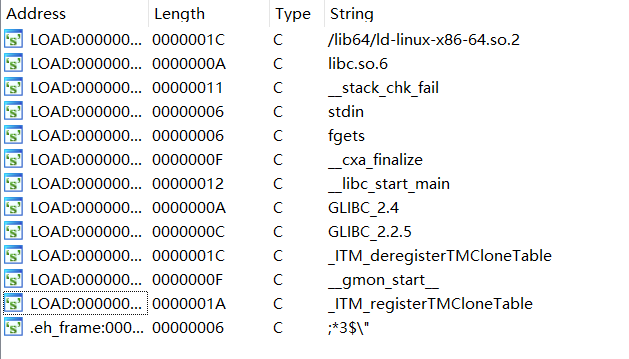 Address Length Type String
LOAD:000000... 0000001C C /lib64/ld-linux-x86-64.so.2
LOAD:000000... 0000000A C libc.so.6
LOAD:000000... 00000011 C __stack_chk_fail
LOAD:000000... 00000006 C stdin
LOAD:000000... 00000006 C fgets
LOAD:000000... 0000000F C __cxa_finalize
LOAD:000000... 00000012 C __libc_start_main
LOAD:000000... 0000000A C GLIBC_2.4
LOAD:000000... 0000000C C GLIBC_2.2.5
LOAD:000000... 0000001C C _ITM_deregisterTMCloneTable
LOAD:000000... 0000000F C __gmon_start__
LOAD:000000... 0000001A C _ITM_registerTMCloneTable
.eh_frame:000... 00000006 C ;*3$\"